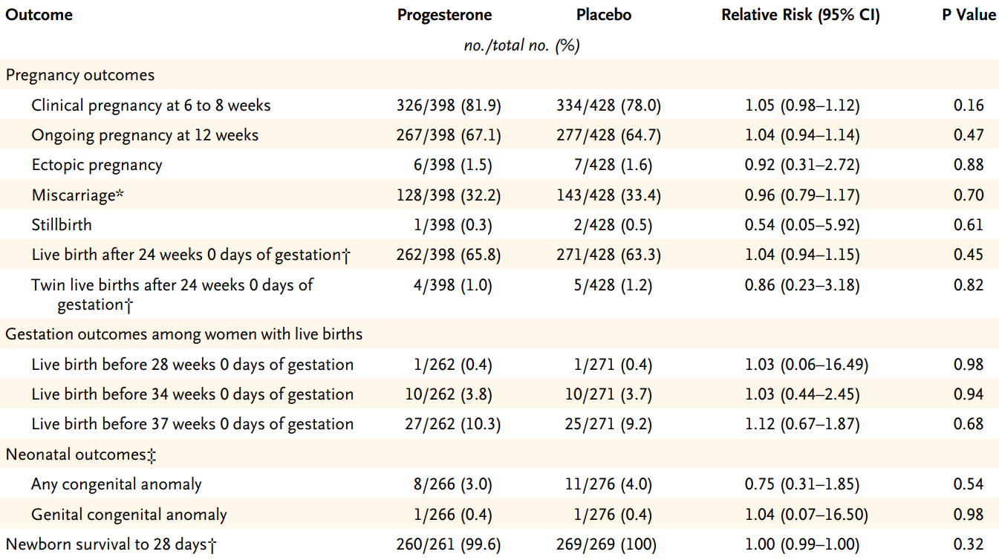 Outcome Progesterone Placebo Relative Risk (95% CI) P Value
no./total no. (%)
Pregnancy outcomes
Clinical pregnancy at 6 to 8 weeks 326/398 (81.9) 334/428 (78.0) 1.05 (0.98–1.12) 0.16
Ongoing pregnancy at 12 weeks 267/398 (67.1) 277/428 (64.7) 1.04 (0.94–1.14) 0.47
Ectopic pregnancy 6/398 (1.5) 7/428 (1.6) 0.92 (0.31–2.72) 0.88
Miscarriage* 128/398 (32.2) 143/428 (33.4) 0.96 (0.79–1.17) 0.70
Stillbirth 1/398 (0.3) 2/428 (0.5) 0.54 (0.05–5.92) 0.61
Live birth after 24 weeks 0 days of gestation† 262/398 (65.8) 271/428 (63.3) 1.04 (0.94–1.15) 0.45
Twin live births after 24 weeks 0 days of 4/398 (1.0) 5/428 (1.2) 0.86 (0.23–3.18) 0.82
gestation†
Gestation outcomes among women with live births
Live birth before 28 weeks 0 days of gestation 1/262 (0.4) 1/271 (0.4) 1.03 (0.06–16.49) 0.98
Live birth before 34 weeks 0 days of gestation 10/262 (3.8) 10/271 (3.7) 1.03 (0.44–2.45) 0.94
Live birth before 37 weeks 0 days of gestation 27/262 (10.3) 25/271 (9.2) 1.12 (0.67–1.87) 0.68
Neonatal outcomes‡
Any congenital anomaly 8/266 (3.0) 11/276 (4.0) 0.75 (0.31–1.85) 0.54
Genital congenital anomaly 1/266 (0.4) 1/276 (0.4) 1.04 (0.07–16.50) 0.98
Newborn survival to 28 days† 260/261 (99.6) 269/269 (100) 1.00 (0.99–1.00) 0.32